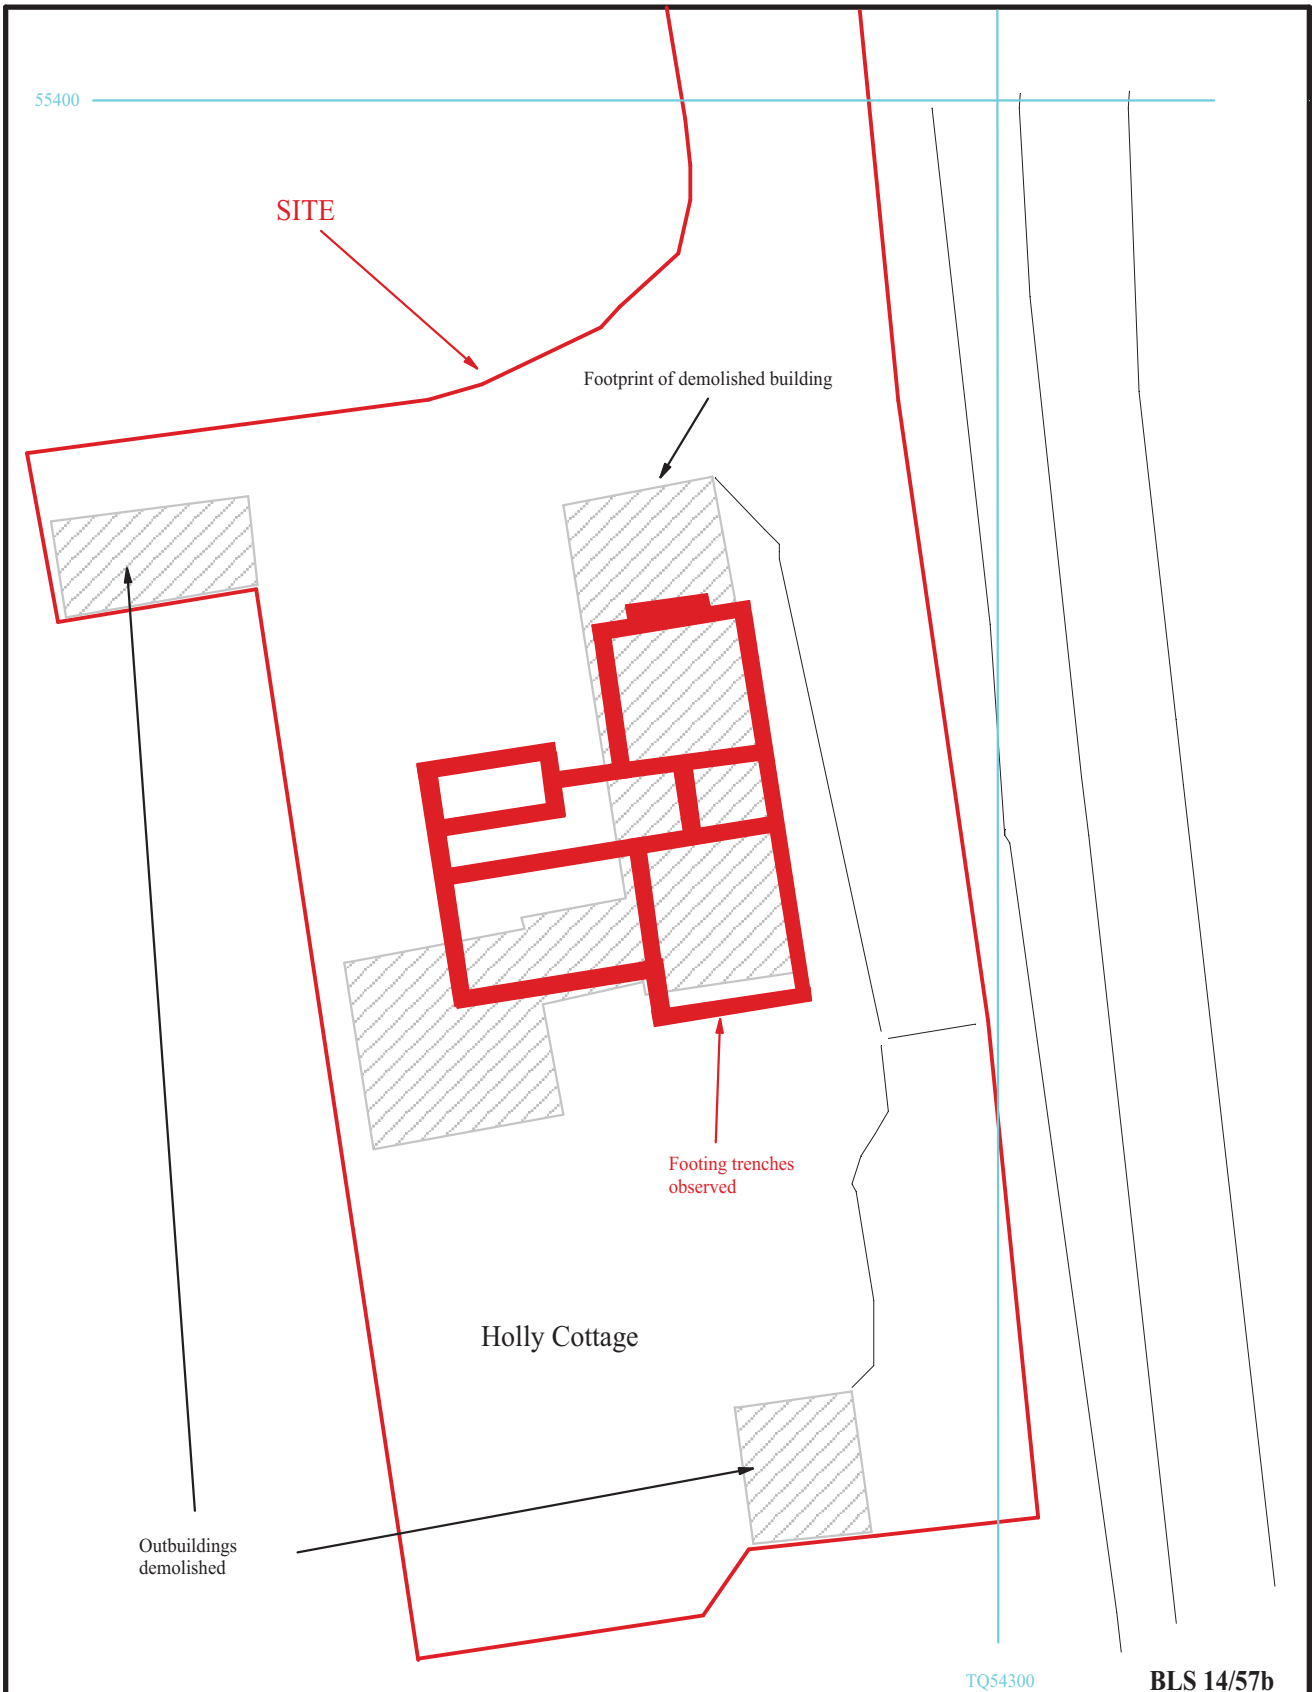 55400
SITE
Footprint of demolished building
Footing trenches
observed
Holly Cottage
Outbuildings
demolished
TQ54300
BLS 14/57b